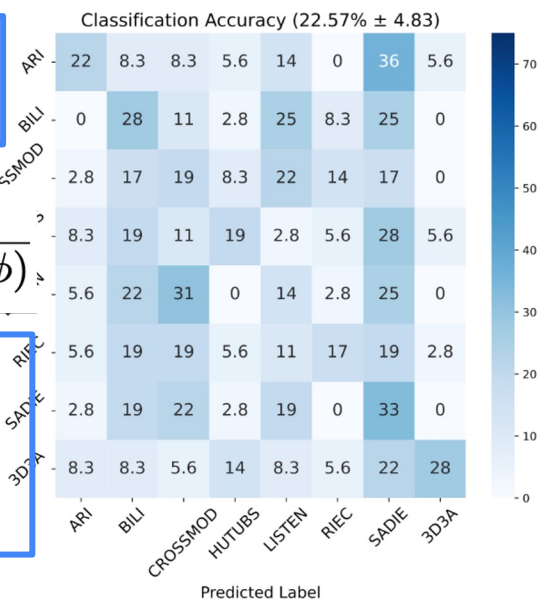 Classification Accuracy (22.57% ± 4.83)
ARI 22 8.3 8.3 5.6 14 0 36 5.6
BILI 0 28 11 2.8 25 8.3 25 0
SSMOD 2.8 17 19 8.3 22 14 17 0
S 8.3 19 11 19 2.8 5.6 28 5.6
N 5.6 22 31 0 14 2.8 25 0
RIEC 5.6 19 19 5.6 11 17 19 2.8
SADIE 2.8 19 22 2.8 19 0 33 0
3D3A 8.3 8.3 5.6 14 8.3 5.6 22 28
ϕ)
70
60
50
40
30
20
10
0
ARI BILI CROSSMOD HUTUBS LISTEN RIEC SADIE 3D3A
Predicted Label